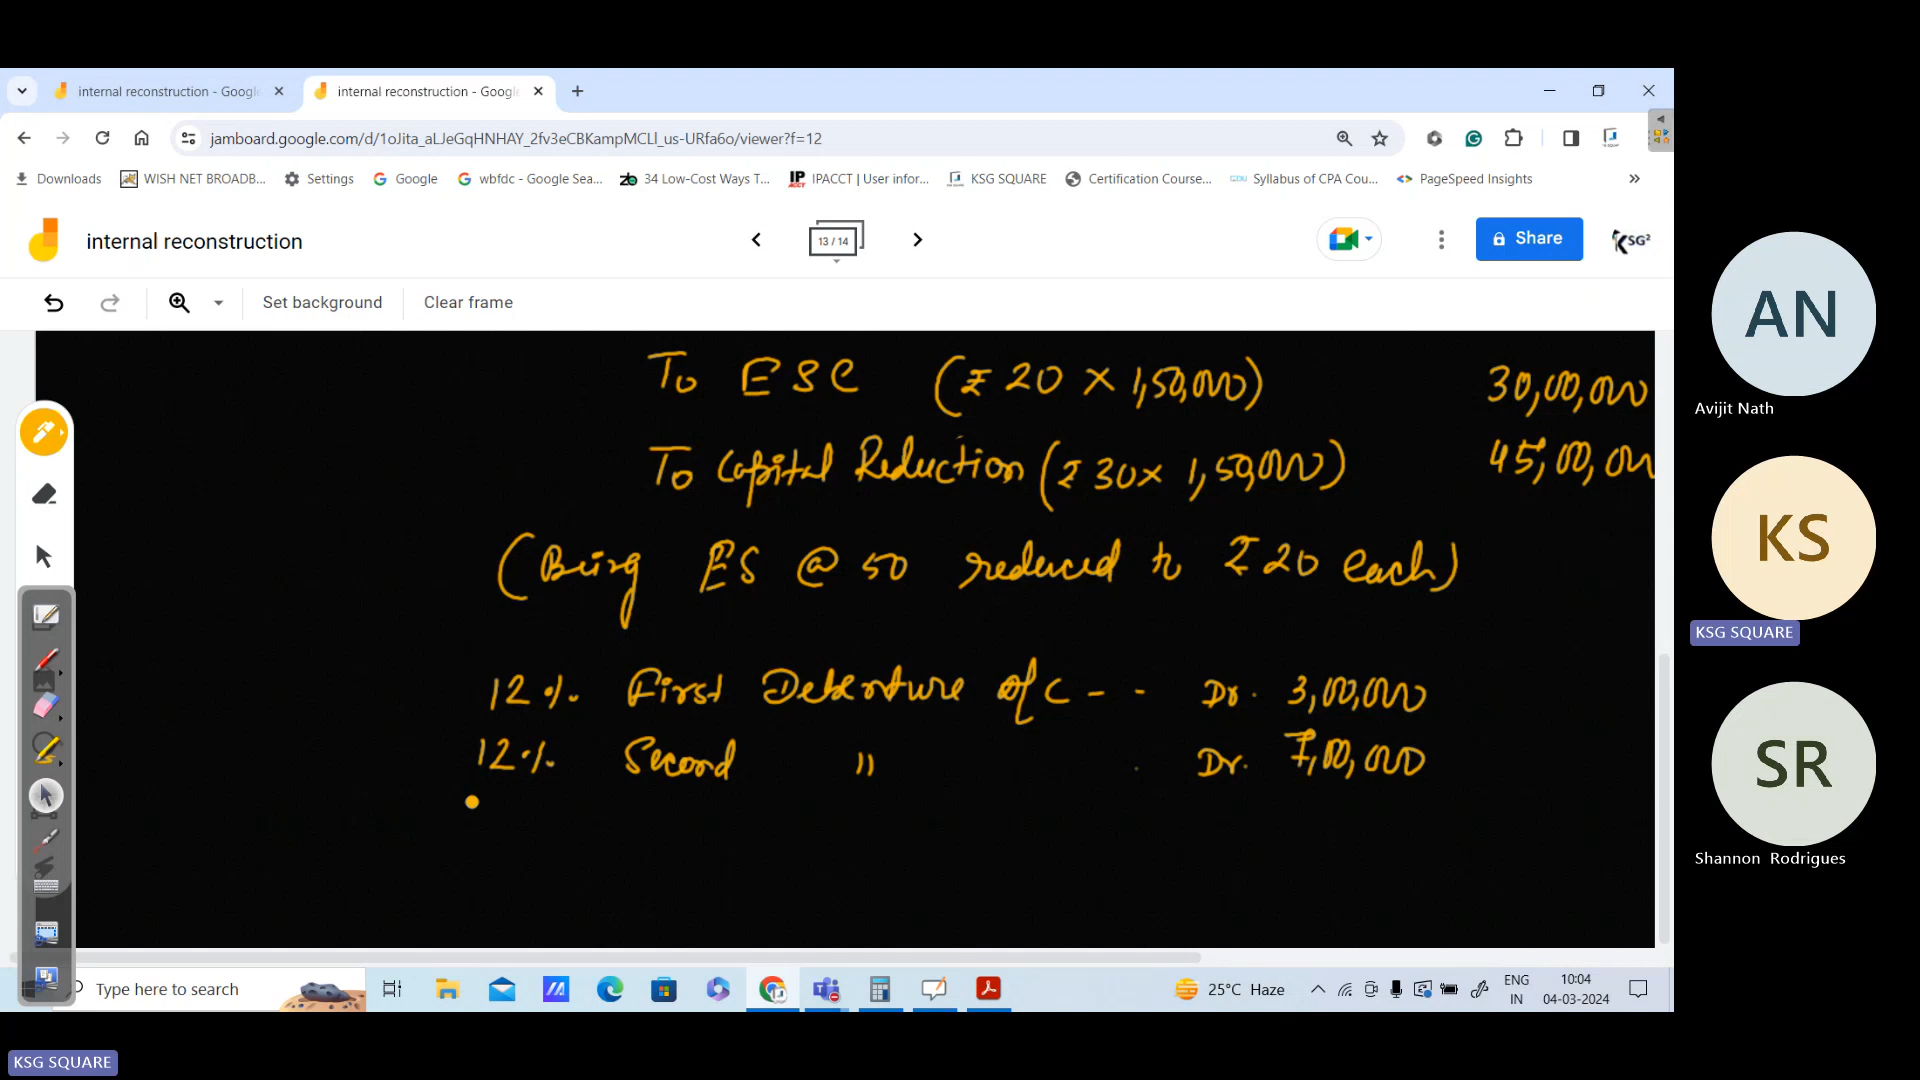 internal reconstruction - Google
internal reconstruction - Google
jamboard.google.com/d/1oJita_aLJeGqHNHAY_2fv3eCBKampMCLl_us-URfa6o/viewer?f=12
Downloads WISH NET BROADB... Settings Google wbfdc - Google Sea... 34 Low-Cost Ways T... IPACCT | User infor... KSG SQUARE Certification Course... Syllabus of CPA Cou... PageSpeed Insights
internal reconstruction
13 / 14
Share
KSG²
Set background Clear frame
To ESC (₹ 20 × 1,50,000) 30,00,000
To Capital Reduction (₹ 30 × 1,50,000) 45,00,000
(Being ES @ 50 reduced to ₹ 20 each)
12 %. First Debenture of C - - Dr. 3,00,000
12 %. Second " Dr. 7,00,000
Type here to search
25°C Haze
ENG
IN
10:04
04-03-2024
AN
Avijit Nath
KS
KSG SQUARE
SR
Shannon Rodrigues
KSG SQUARE